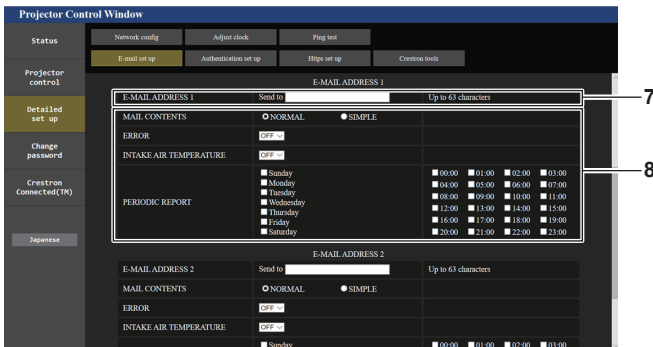 Projector Control Window
Status
Projector
control
Detailed
set up
Change
password
Crestron
Connected(TM)
Japanese
Network config Adjust clock Ping test
E-mail set up Authentication set up Https set up Crestron tools
E-MAIL ADDRESS 1
E-MAIL ADDRESS 1 Send to Up to 63 characters 7
MAIL CONTENTS NORMAL SIMPLE
ERROR OFF
INTAKE AIR TEMPERATURE OFF
8
PERIODIC REPORT
Sunday 00:00 01:00 02:00 03:00
Monday 04:00 05:00 06:00 07:00
Tuesday 08:00 09:00 10:00 11:00
Wednesday 12:00 13:00 14:00 15:00
Thursday 16:00 17:00 18:00 19:00
Friday 20:00 21:00 22:00 23:00
Saturday
E-MAIL ADDRESS 2
E-MAIL ADDRESS 2 Send to Up to 63 characters
MAIL CONTENTS NORMAL SIMPLE
ERROR OFF
INTAKE AIR TEMPERATURE OFF
Sunday 00:00 01:00 02:00 03:00